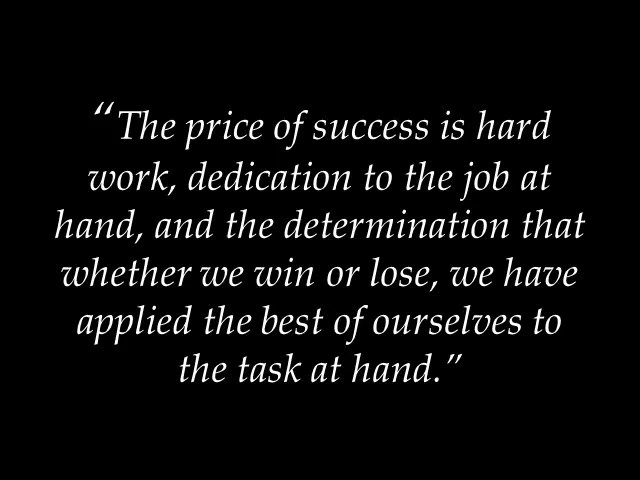 “The price of success is hard
work, dedication to the job at
hand, and the determination that
whether we win or lose, we have
applied the best of ourselves to
the task at hand.”